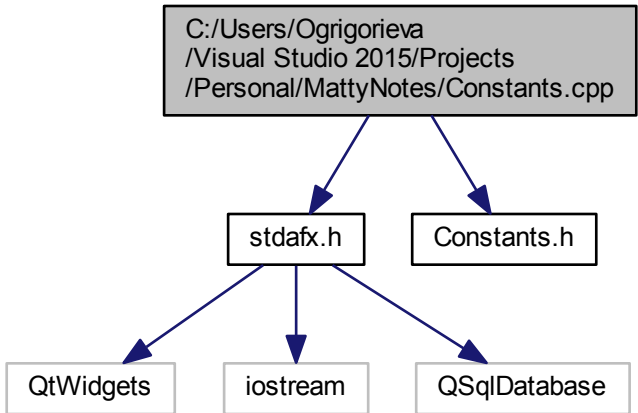 C:/Users/Ogrigorieva
/Visual Studio 2015/Projects
/Personal/MattyNotes/Constants.cpp
stdafx.h
Constants.h
QtWidgets
iostream
QSqlDatabase